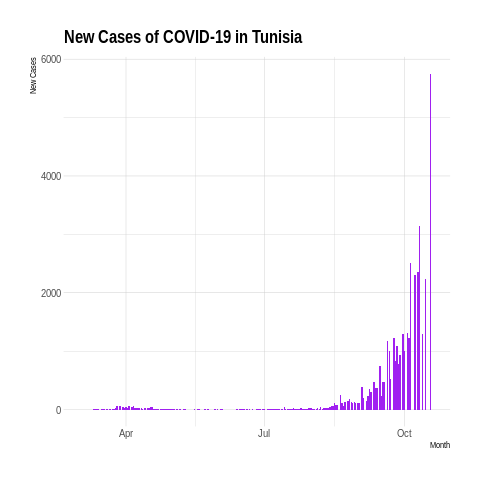 New Cases of COVID-19 in Tunisia
New Cases
6000
4000
2000
0
Apr
Jul
Oct
Month